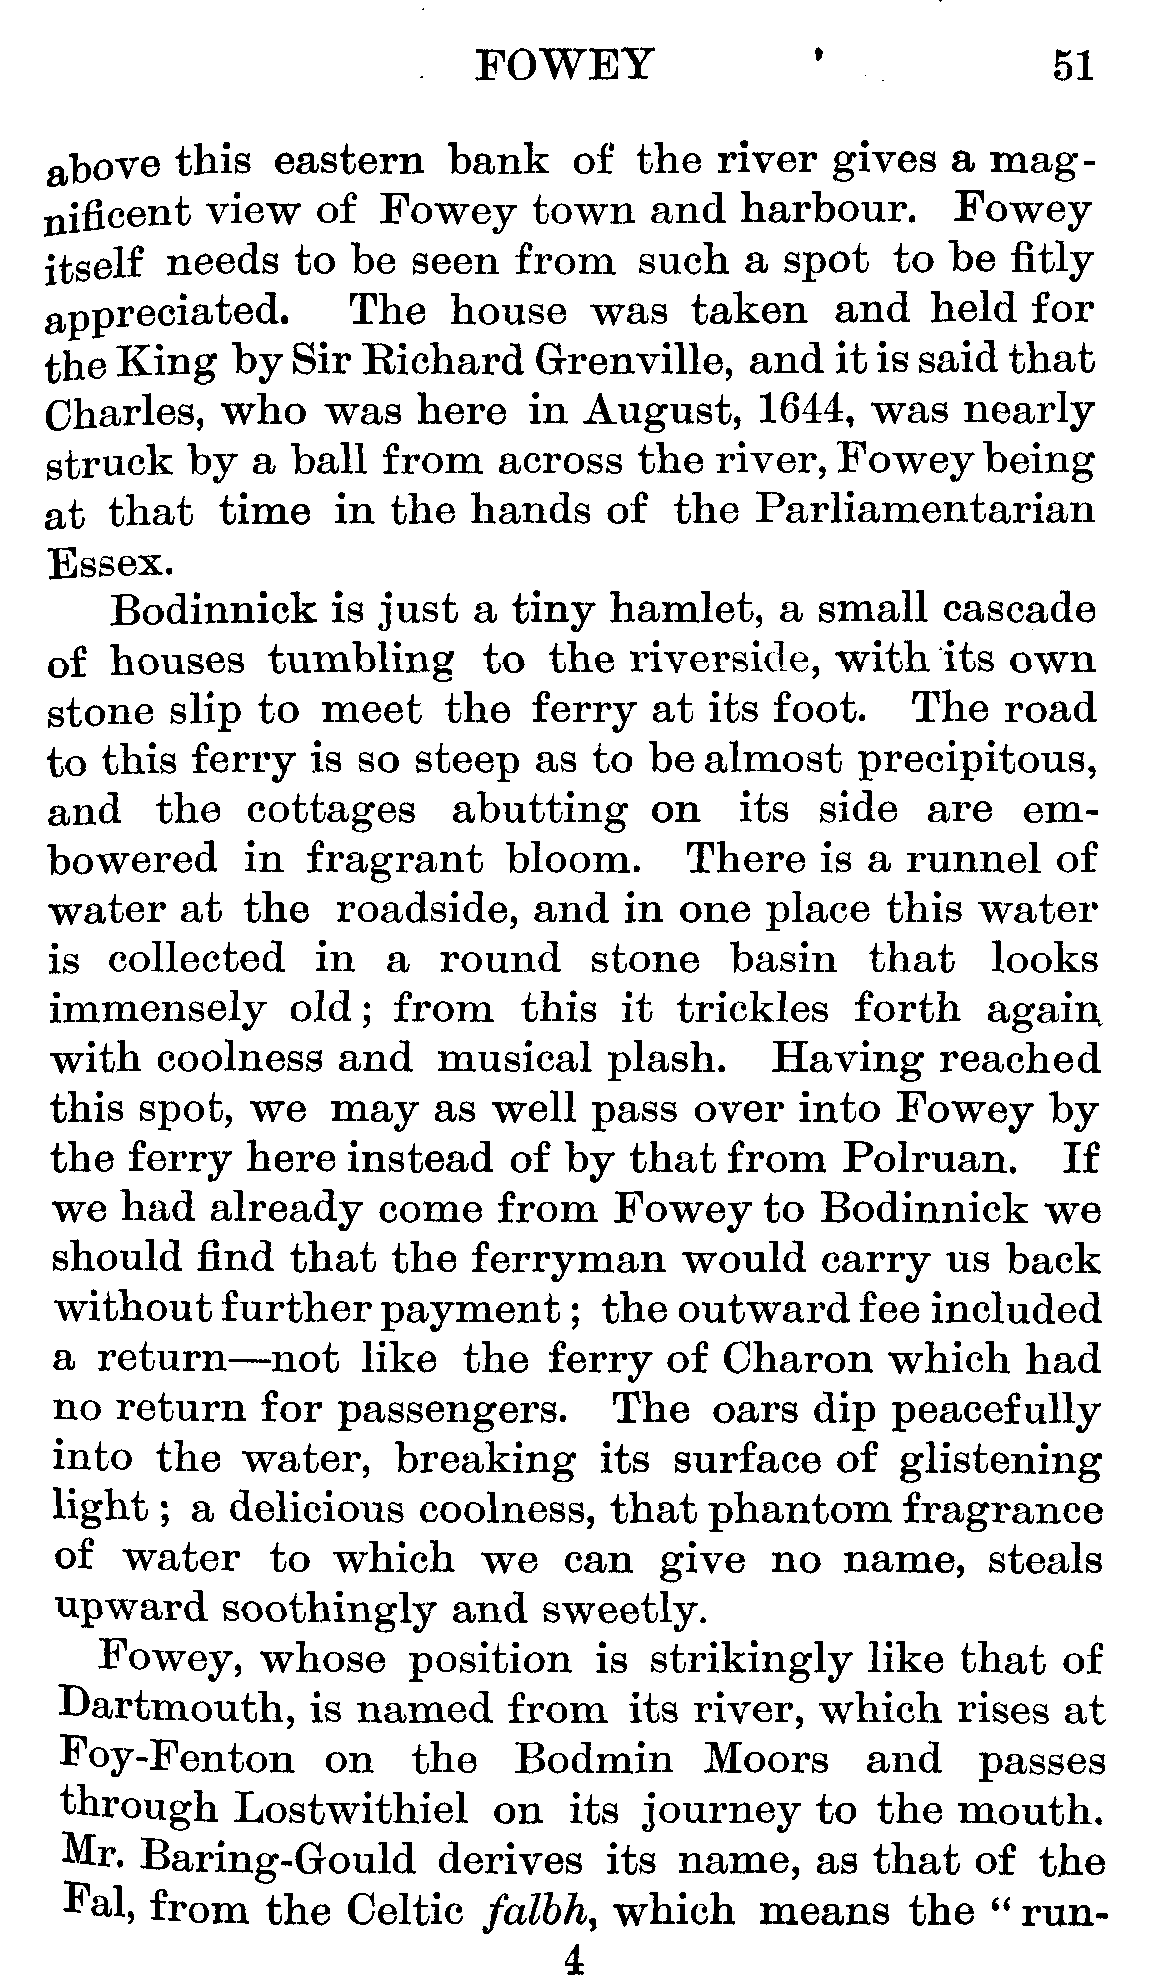 FOWEY 51
above this eastern bank of the river gives a mag-
nificent view of Fowey town and harbour. Fowey
itself needs to be seen from such a spot to be fitly
appreciated. The house was taken and held for
the King by Sir Richard Grenville, and it is said that
Charles, who was here in August, 1644, was nearly
struck by a ball from across the river, Fowey being
at that time in the hands of the Parliamentarian
Essex.
Bodinnick is just a tiny hamlet, a small cascade
of houses tumbling to the riverside, with its own
stone slip to meet the ferry at its foot. The road
to this ferry is so steep as to be almost precipitous,
and the cottages abutting on its side are em-
bowered in fragrant bloom. There is a runnel of
water at the roadside, and in one place this water
is collected in a round stone basin that looks
immensely old; from this it trickles forth again
with coolness and musical plash. Having reached
this spot, we may as well pass over into Fowey by
the ferry here instead of by that from Polruan. If
we had already come from Fowey to Bodinnick we
should find that the ferryman would carry us back
without further payment; the outward fee included
a return—not like the ferry of Charon which had
no return for passengers. The oars dip peacefully
into the water, breaking its surface of glistening
light; a delicious coolness, that phantom fragrance
of water to which we can give no name, steals
upward soothingly and sweetly.
Fowey, whose position is strikingly like that of
Dartmouth, is named from its river, which rises at
Foy-Fenton on the Bodmin Moors and passes
through Lostwithiel on its journey to the mouth.
Mr. Baring-Gould derives its name, as that of the
Fal, from the Celtic falbh, which means the "run-
4